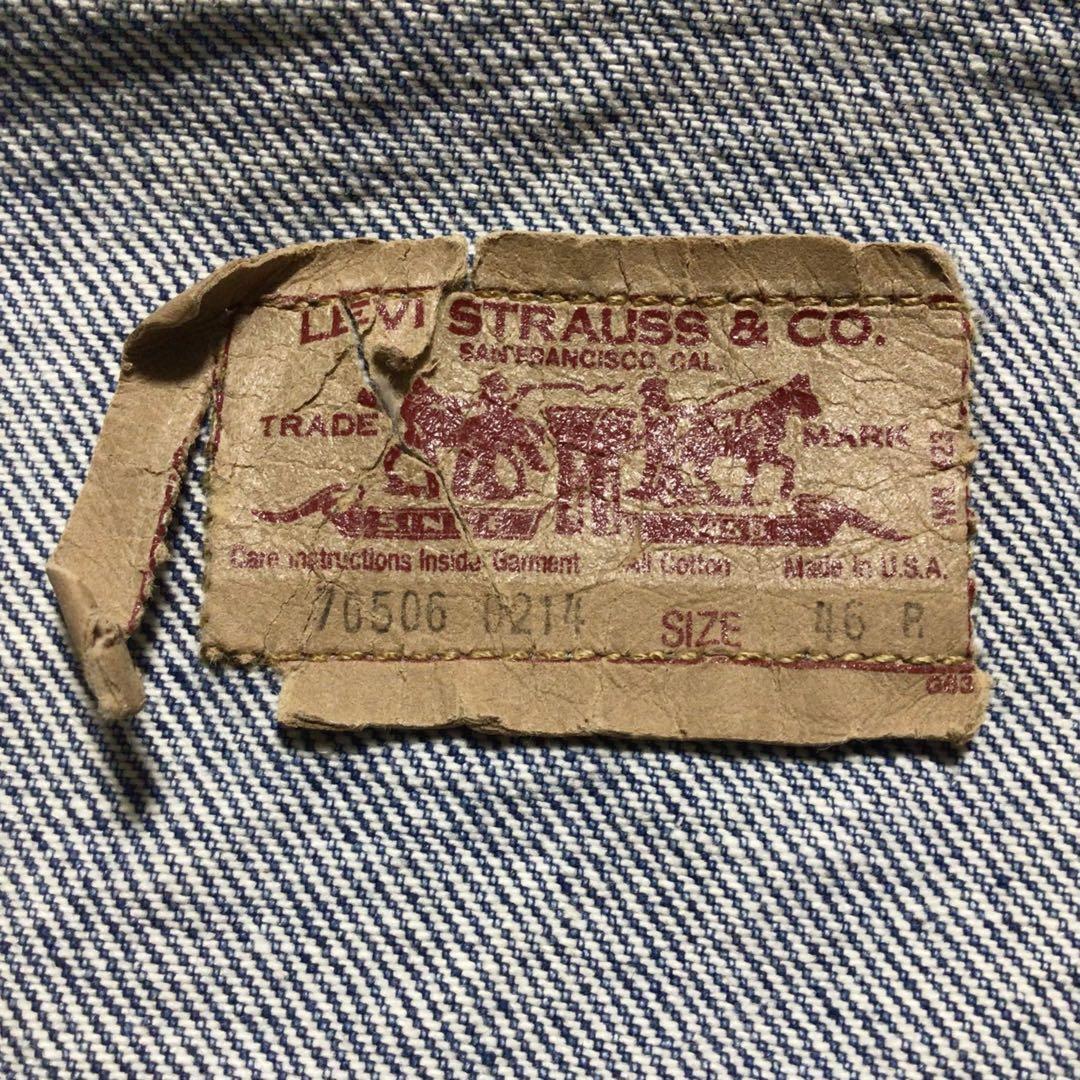 LEVI STRAUSS & CO.
SAN FRANCISCO, CAL.
TRADE MARK
SINCE
Care Instructions Inside Garment All Cotton Made in U.S.A.
70506 0214 SIZE 46 R